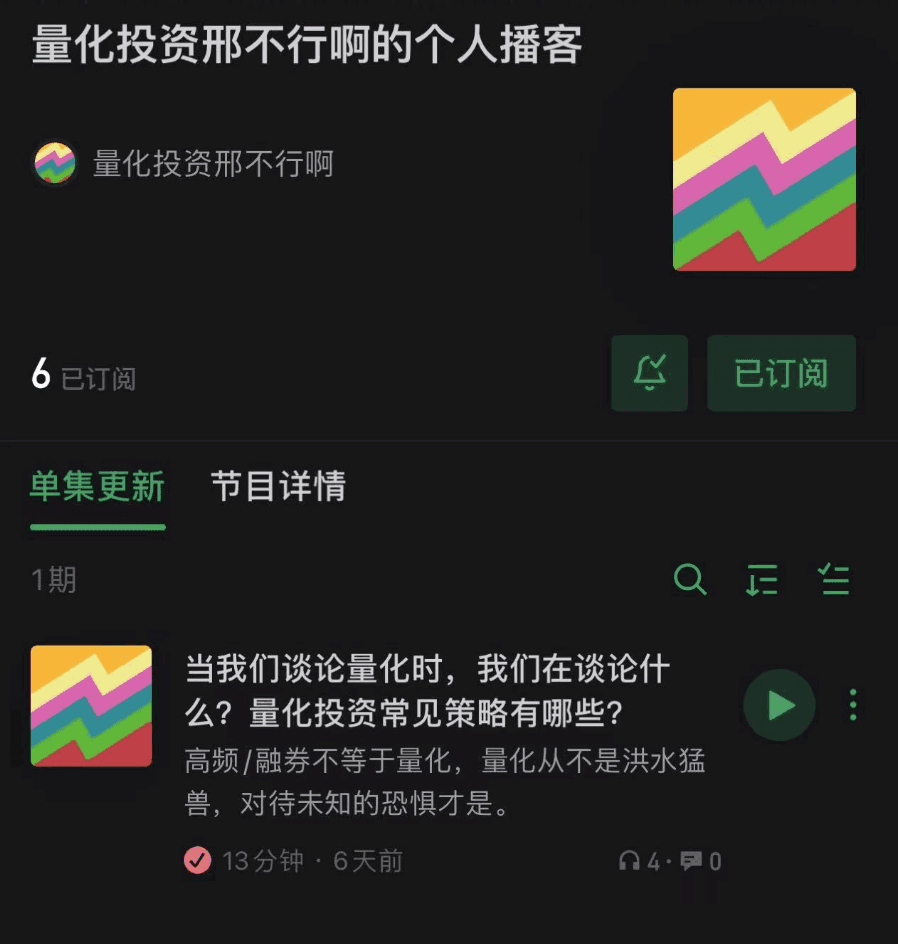 量化投资邢不行啊的个人播客
量化投资邢不行啊
6 已订阅
已订阅
单集更新 节目详情
1期
当我们谈论量化时，我们在谈论什
么？量化投资常见策略有哪些？
高频/融券不等于量化，量化从不是洪水猛
兽，对待未知的恐惧才是。
13分钟 · 6天前
4 · 0